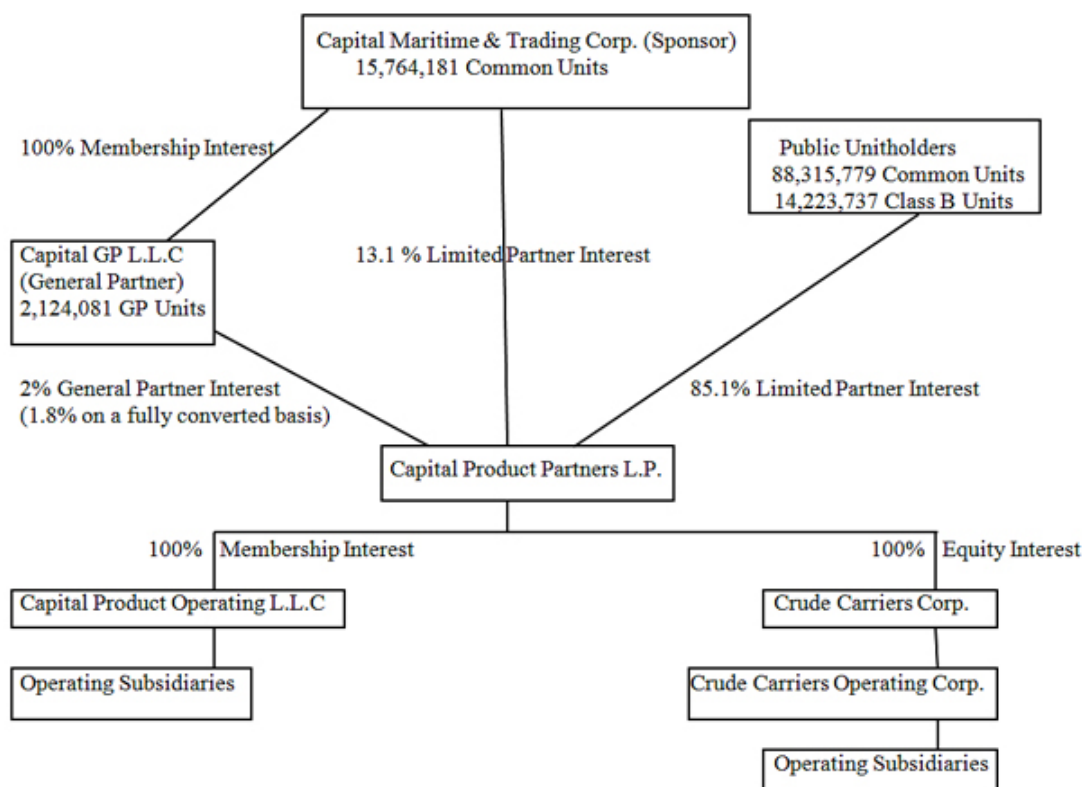 Capital Maritime & Trading Corp. (Sponsor)
15,764,181 Common Units
100% Membership Interest
Public Unitholders
88,315,779 Common Units
14,223,737 Class B Units
Capital GP L.L.C
(General Partner)
2,124,081 GP Units
13.1 % Limited Partner Interest
2% General Partner Interest
(1.8% on a fully converted basis)
85.1% Limited Partner Interest
Capital Product Partners L.P.
100% Membership Interest
100% Equity Interest
Capital Product Operating L.L.C
Crude Carriers Corp.
Operating Subsidiaries
Crude Carriers Operating Corp.
Operating Subsidiaries